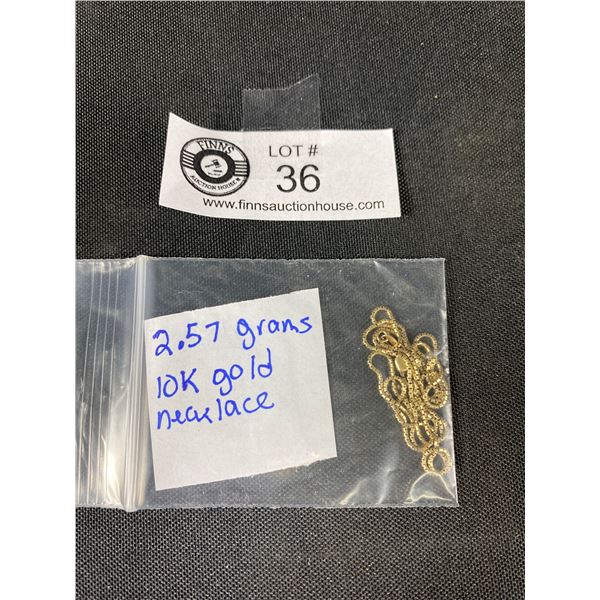 FINNS
AUCTION HOUSE
LOT #
36
www.finnsauctionhouse.com
2.57 grams
10K gold
necklace